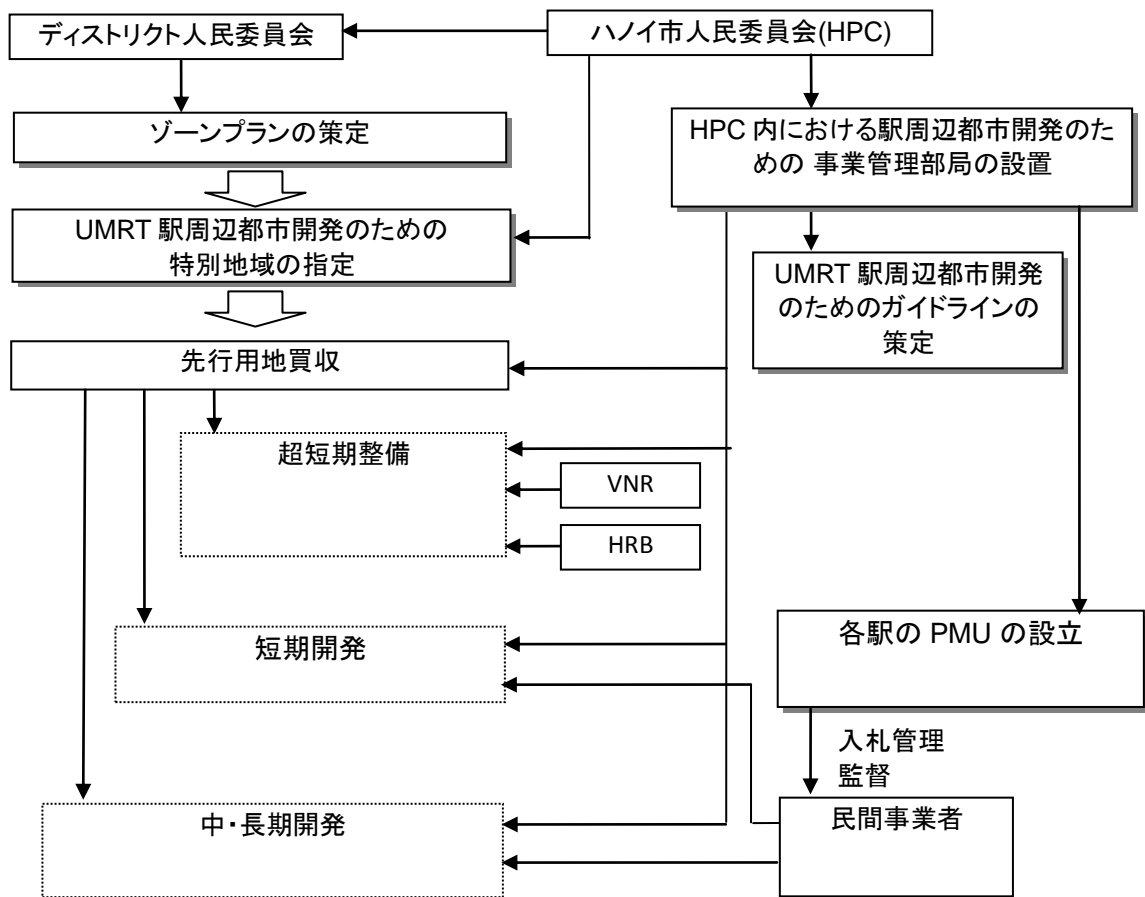 ディストリクト人民委員会
ハノイ市人民委員会(HPC)
ゾーンプランの策定
HPC 内における駅周辺都市開発のた
めの 事業管理部局の設置
UMRT 駅周辺都市開発のための
特別地域の指定
UMRT 駅周辺都市開発
のためのガイドラインの
策定
先行用地買収
超短期整備
VNR
HRB
短期開発
各駅の PMU の設立
入札管理
監督
中・長期開発
民間事業者